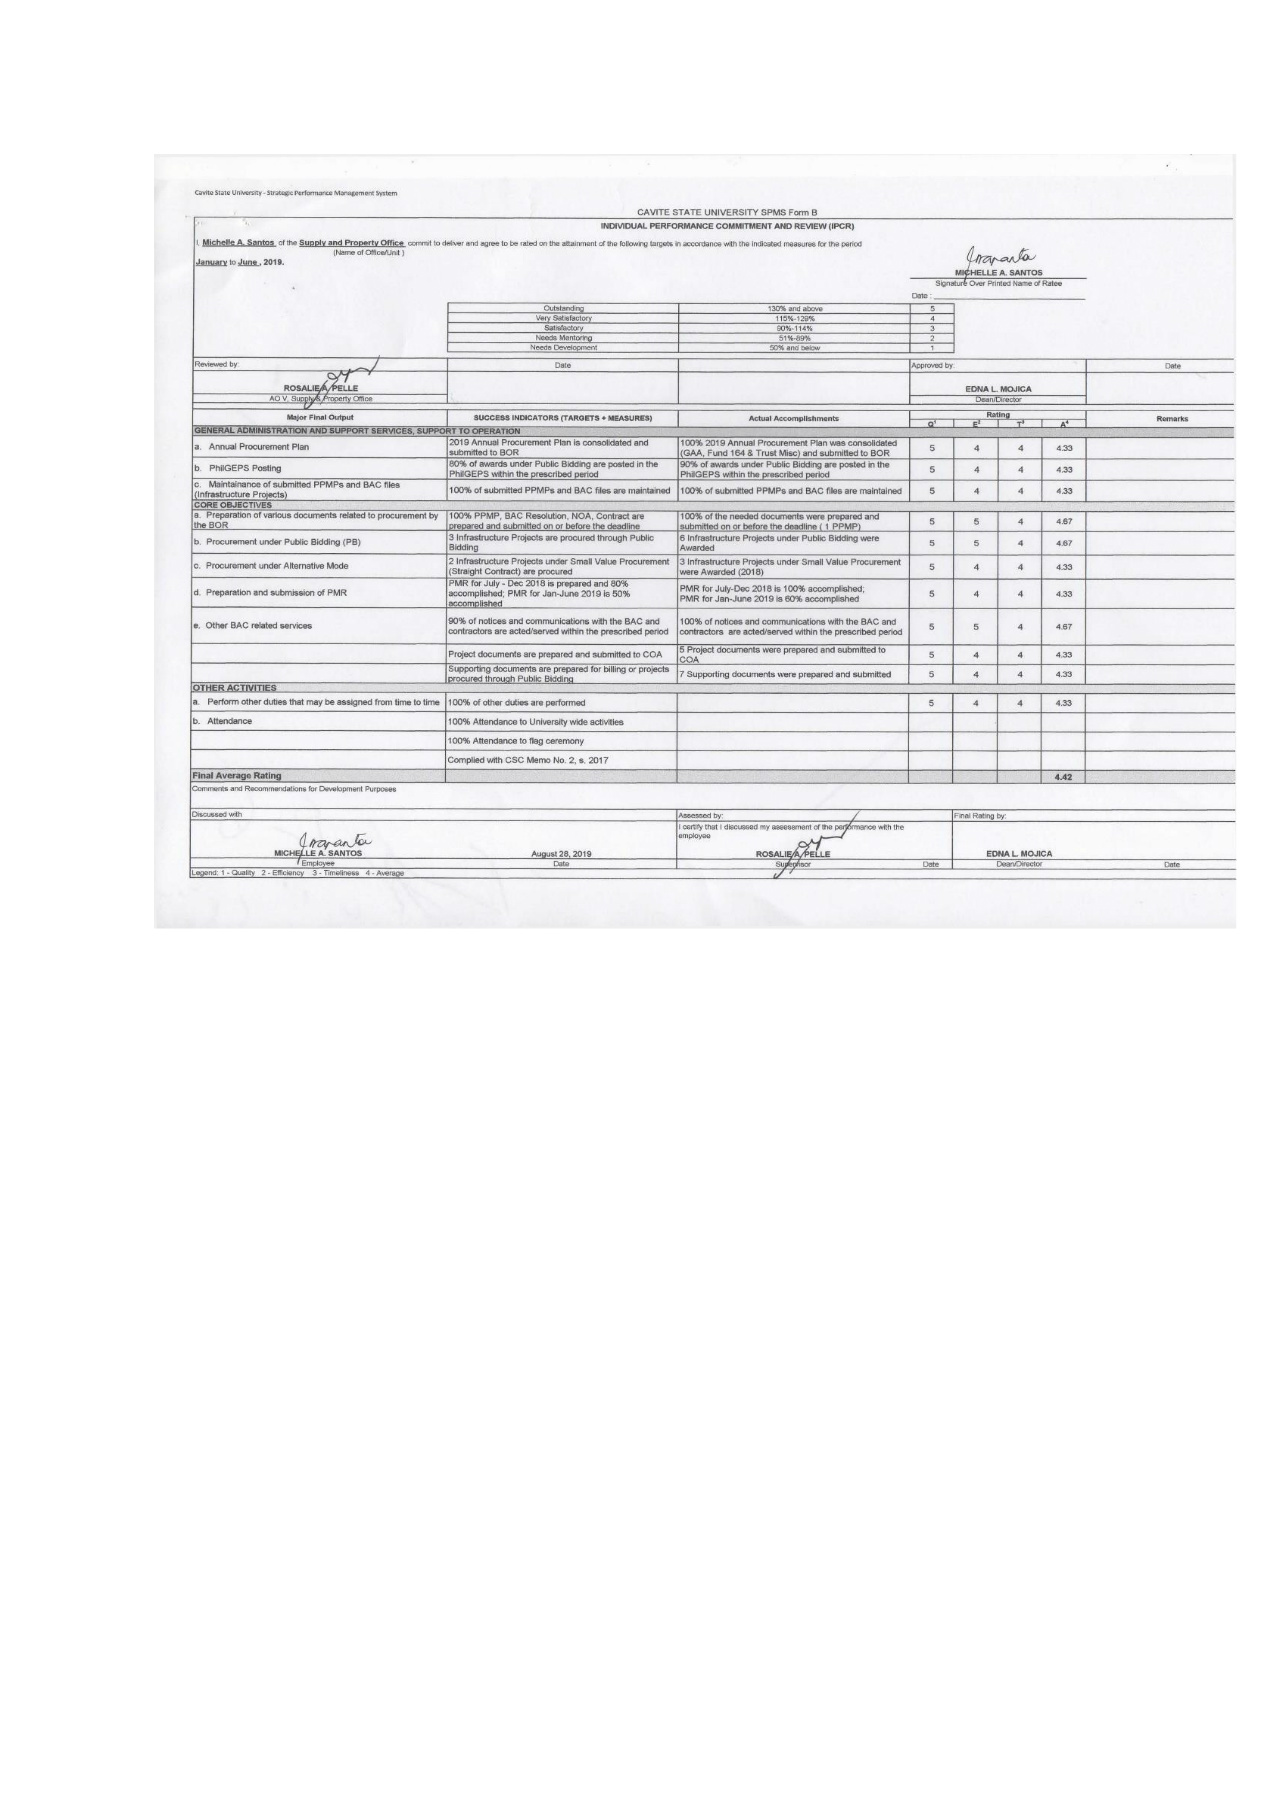 Cavite State University - Strategic Performance Management System
CAVITE STATE UNIVERSITY SPMS Form B
INDIVIDUAL PERFORMANCE COMMITMENT AND REVIEW (IPCR)
I, Michelle A. Santos of the Supply and Property Office commit to deliver and agree to be rated on the attainment of the following targets in accordance with the indicated measures for the period
(Name of Office/Unit )
January to June , 2019.
MICHELLE A. SANTOS
Signature Over Printed Name of Ratee
Date :
Outstanding 130% and above 5
Very Satisfactory 115%-129% 4
Satisfactory 90%-114% 3
Needs Mentoring 51%-89% 2
Needs Development 50% and below 1
Reviewed by: Date Approved by: Date
ROSALIE A. PELLE EDNA L. MOJICA
AO V, Supply & Property Office Dean/Director
Major Final Output SUCCESS INDICATORS (TARGETS + MEASURES) Actual Accomplishments Rating Remarks
Q¹ E² T³ A⁴
GENERAL ADMINISTRATION AND SUPPORT SERVICES, SUPPORT TO OPERATION
a. Annual Procurement Plan 2019 Annual Procurement Plan is consolidated and 100% 2019 Annual Procurement Plan was consolidated 5 4 4 4.33
submitted to BOR (GAA, Fund 164 & Trust Misc) and submitted to BOR
b. PhilGEPS Posting 80% of awards under Public Bidding are posted in the 90% of awards under Public Bidding are posted in the 5 4 4 4.33
PhilGEPS within the prescribed period PhilGEPS within the prescribed period
c. Maintainance of submitted PPMPs and BAC files 100% of submitted PPMPs and BAC files are maintained 100% of submitted PPMPs and BAC files are maintained 5 4 4 4.33
(Infrastructure Projects)
CORE OBJECTIVES
a. Preparation of various documents related to procurement by 100% PPMP, BAC Resolution, NOA, Contract are 100% of the needed documents were prepared and 5 5 4 4.67
the BOR prepared and submitted on or before the deadline submitted on or before the deadline ( 1 PPMP)
b. Procurement under Public Bidding (PB) 3 Infrastructure Projects are procured through Public 6 Infrastructure Projects under Public Bidding were 5 5 4 4.67
Bidding Awarded
c. Procurement under Alternative Mode 2 Infrastructure Projects under Small Value Procurement 3 Infrastructure Projects under Small Value Procurement 5 4 4 4.33
(Straight Contract) are procured were Awarded (2018)
d. Preparation and submission of PMR PMR for July - Dec 2018 is prepared and 80% PMR for July-Dec 2018 is 100% accomplished; 5 4 4 4.33
accomplished; PMR for Jan-June 2019 is 50% PMR for Jan-June 2019 is 60% accomplished
accomplished
e. Other BAC related services 90% of notices and communications with the BAC and 100% of notices and communications with the BAC and 5 5 4 4.67
contractors are acted/served within the prescribed period contractors are acted/served within the prescribed period
Project documents are prepared and submitted to COA 5 Project documents were prepared and submitted to 5 4 4 4.33
COA
Supporting documents are prepared for billing or projects 7 Supporting documents were prepared and submitted 5 4 4 4.33
procured through Public Bidding
OTHER ACTIVITIES
a. Perform other duties that may be assigned from time to time 100% of other duties are performed 5 4 4 4.33
b. Attendance 100% Attendance to University wide activities
100% Attendance to flag ceremony
Complied with CSC Memo No. 2, s. 2017
Final Average Rating 4.42
Comments and Recommendations for Development Purposes
Discussed with Assessed by: Final Rating by:
I certify that I discussed my assessment of the performance with the
employee
MICHELLE A. SANTOS August 28, 2019 ROSALIE A. PELLE EDNA L. MOJICA
Employee Date Supervisor Date Dean/Director Date
Legend: 1 - Quality 2 - Efficiency 3 - Timeliness 4 - Average